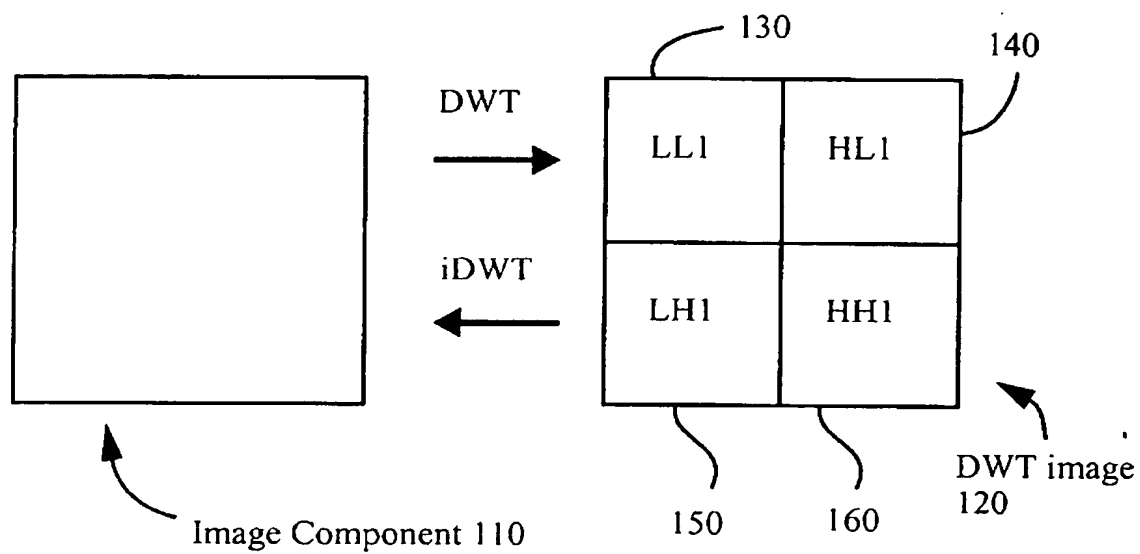 130
140
DWT
LL1
HL1
iDWT
LH1
HH1
DWT image
120
150
160
Image Component 110